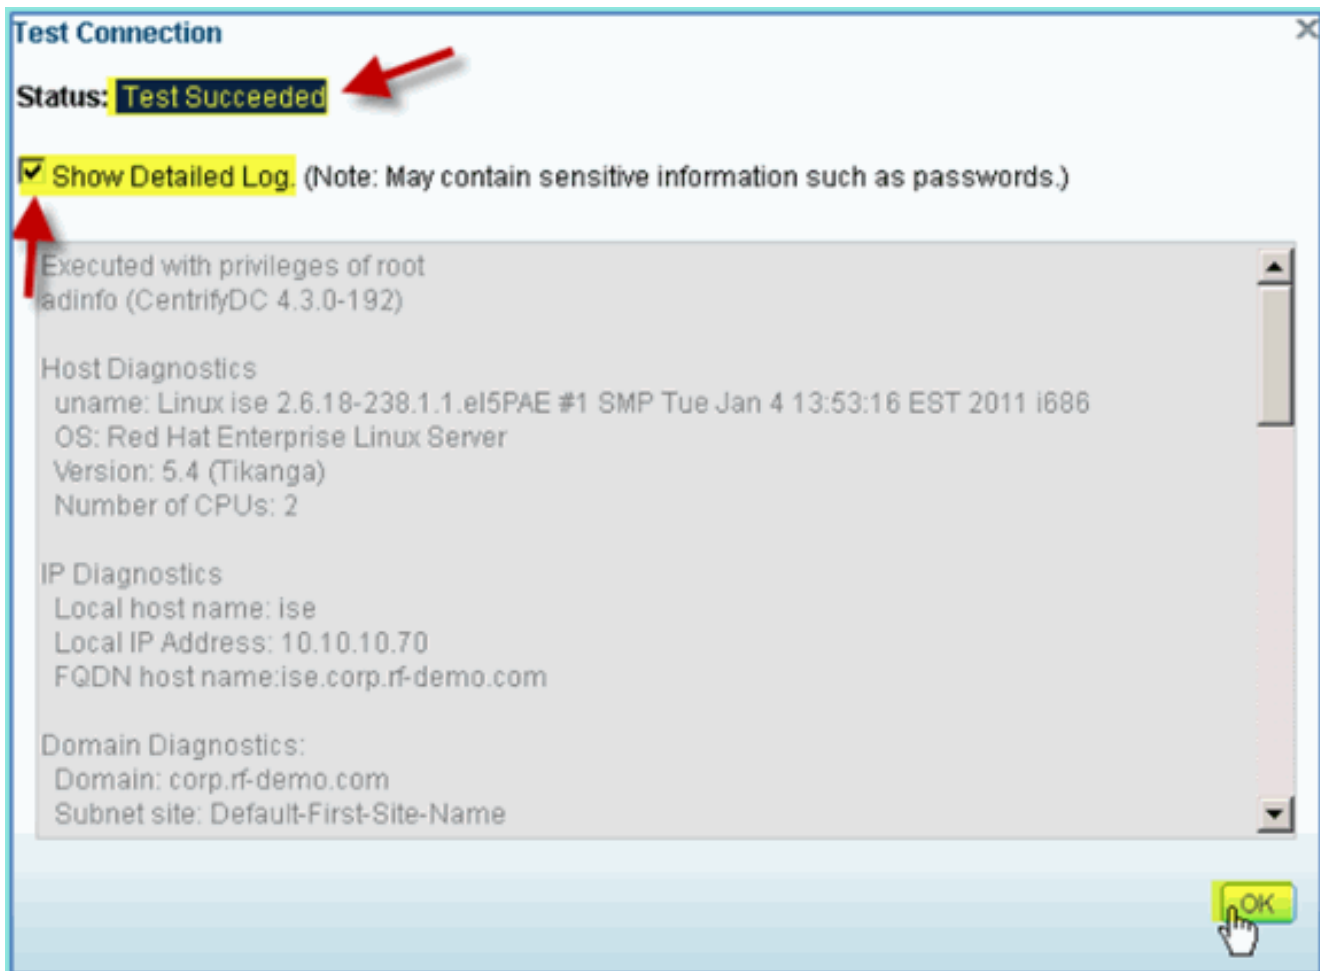 Test Connection
Status: Test Succeeded
Show Detailed Log. (Note: May contain sensitive information such as passwords.)
Executed with privileges of root
adinfo (CentrifyDC 4.3.0-192)
Host Diagnostics
uname: Linux ise 2.6.18-238.1.1.el5PAE #1 SMP Tue Jan 4 13:53:16 EST 2011 i686
OS: Red Hat Enterprise Linux Server
Version: 5.4 (Tikanga)
Number of CPUs: 2
IP Diagnostics
Local host name: ise
Local IP Address: 10.10.10.70
FQDN host name:ise.corp.rf-demo.com
Domain Diagnostics:
Domain: corp.rf-demo.com
Subnet site: Default-First-Site-Name
OK